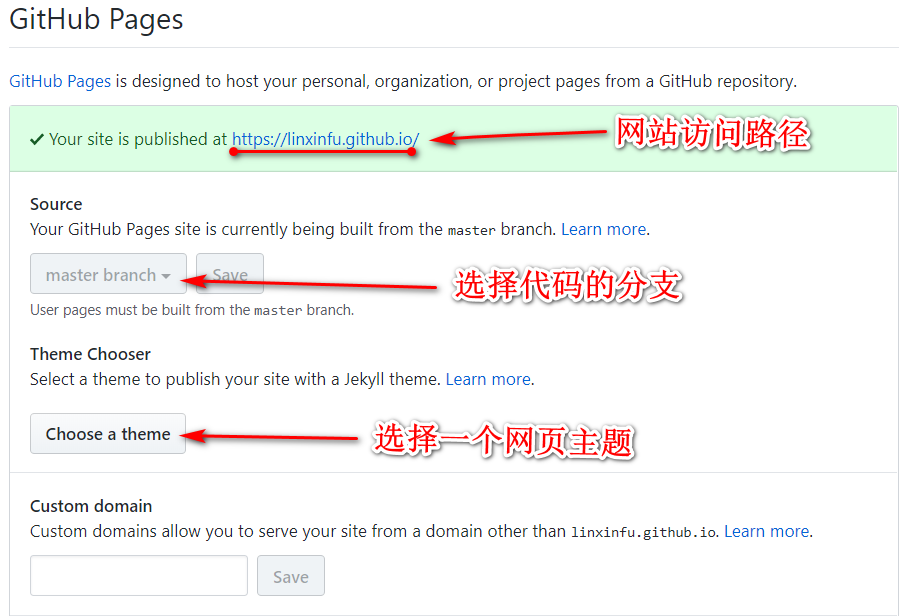 GitHub Pages
GitHub Pages is designed to host your personal, organization, or project pages from a GitHub repository.
✓ Your site is published at https://linxinfu.github.io/ 网站访问路径
Source
Your GitHub Pages site is currently being built from the master branch. Learn more.
master branch Save 选择代码的分支
User pages must be built from the master branch.
Theme Chooser
Select a theme to publish your site with a Jekyll theme. Learn more.
Choose a theme 选择一个网页主题
Custom domain
Custom domains allow you to serve your site from a domain other than linxinfu.github.io. Learn more.
Save